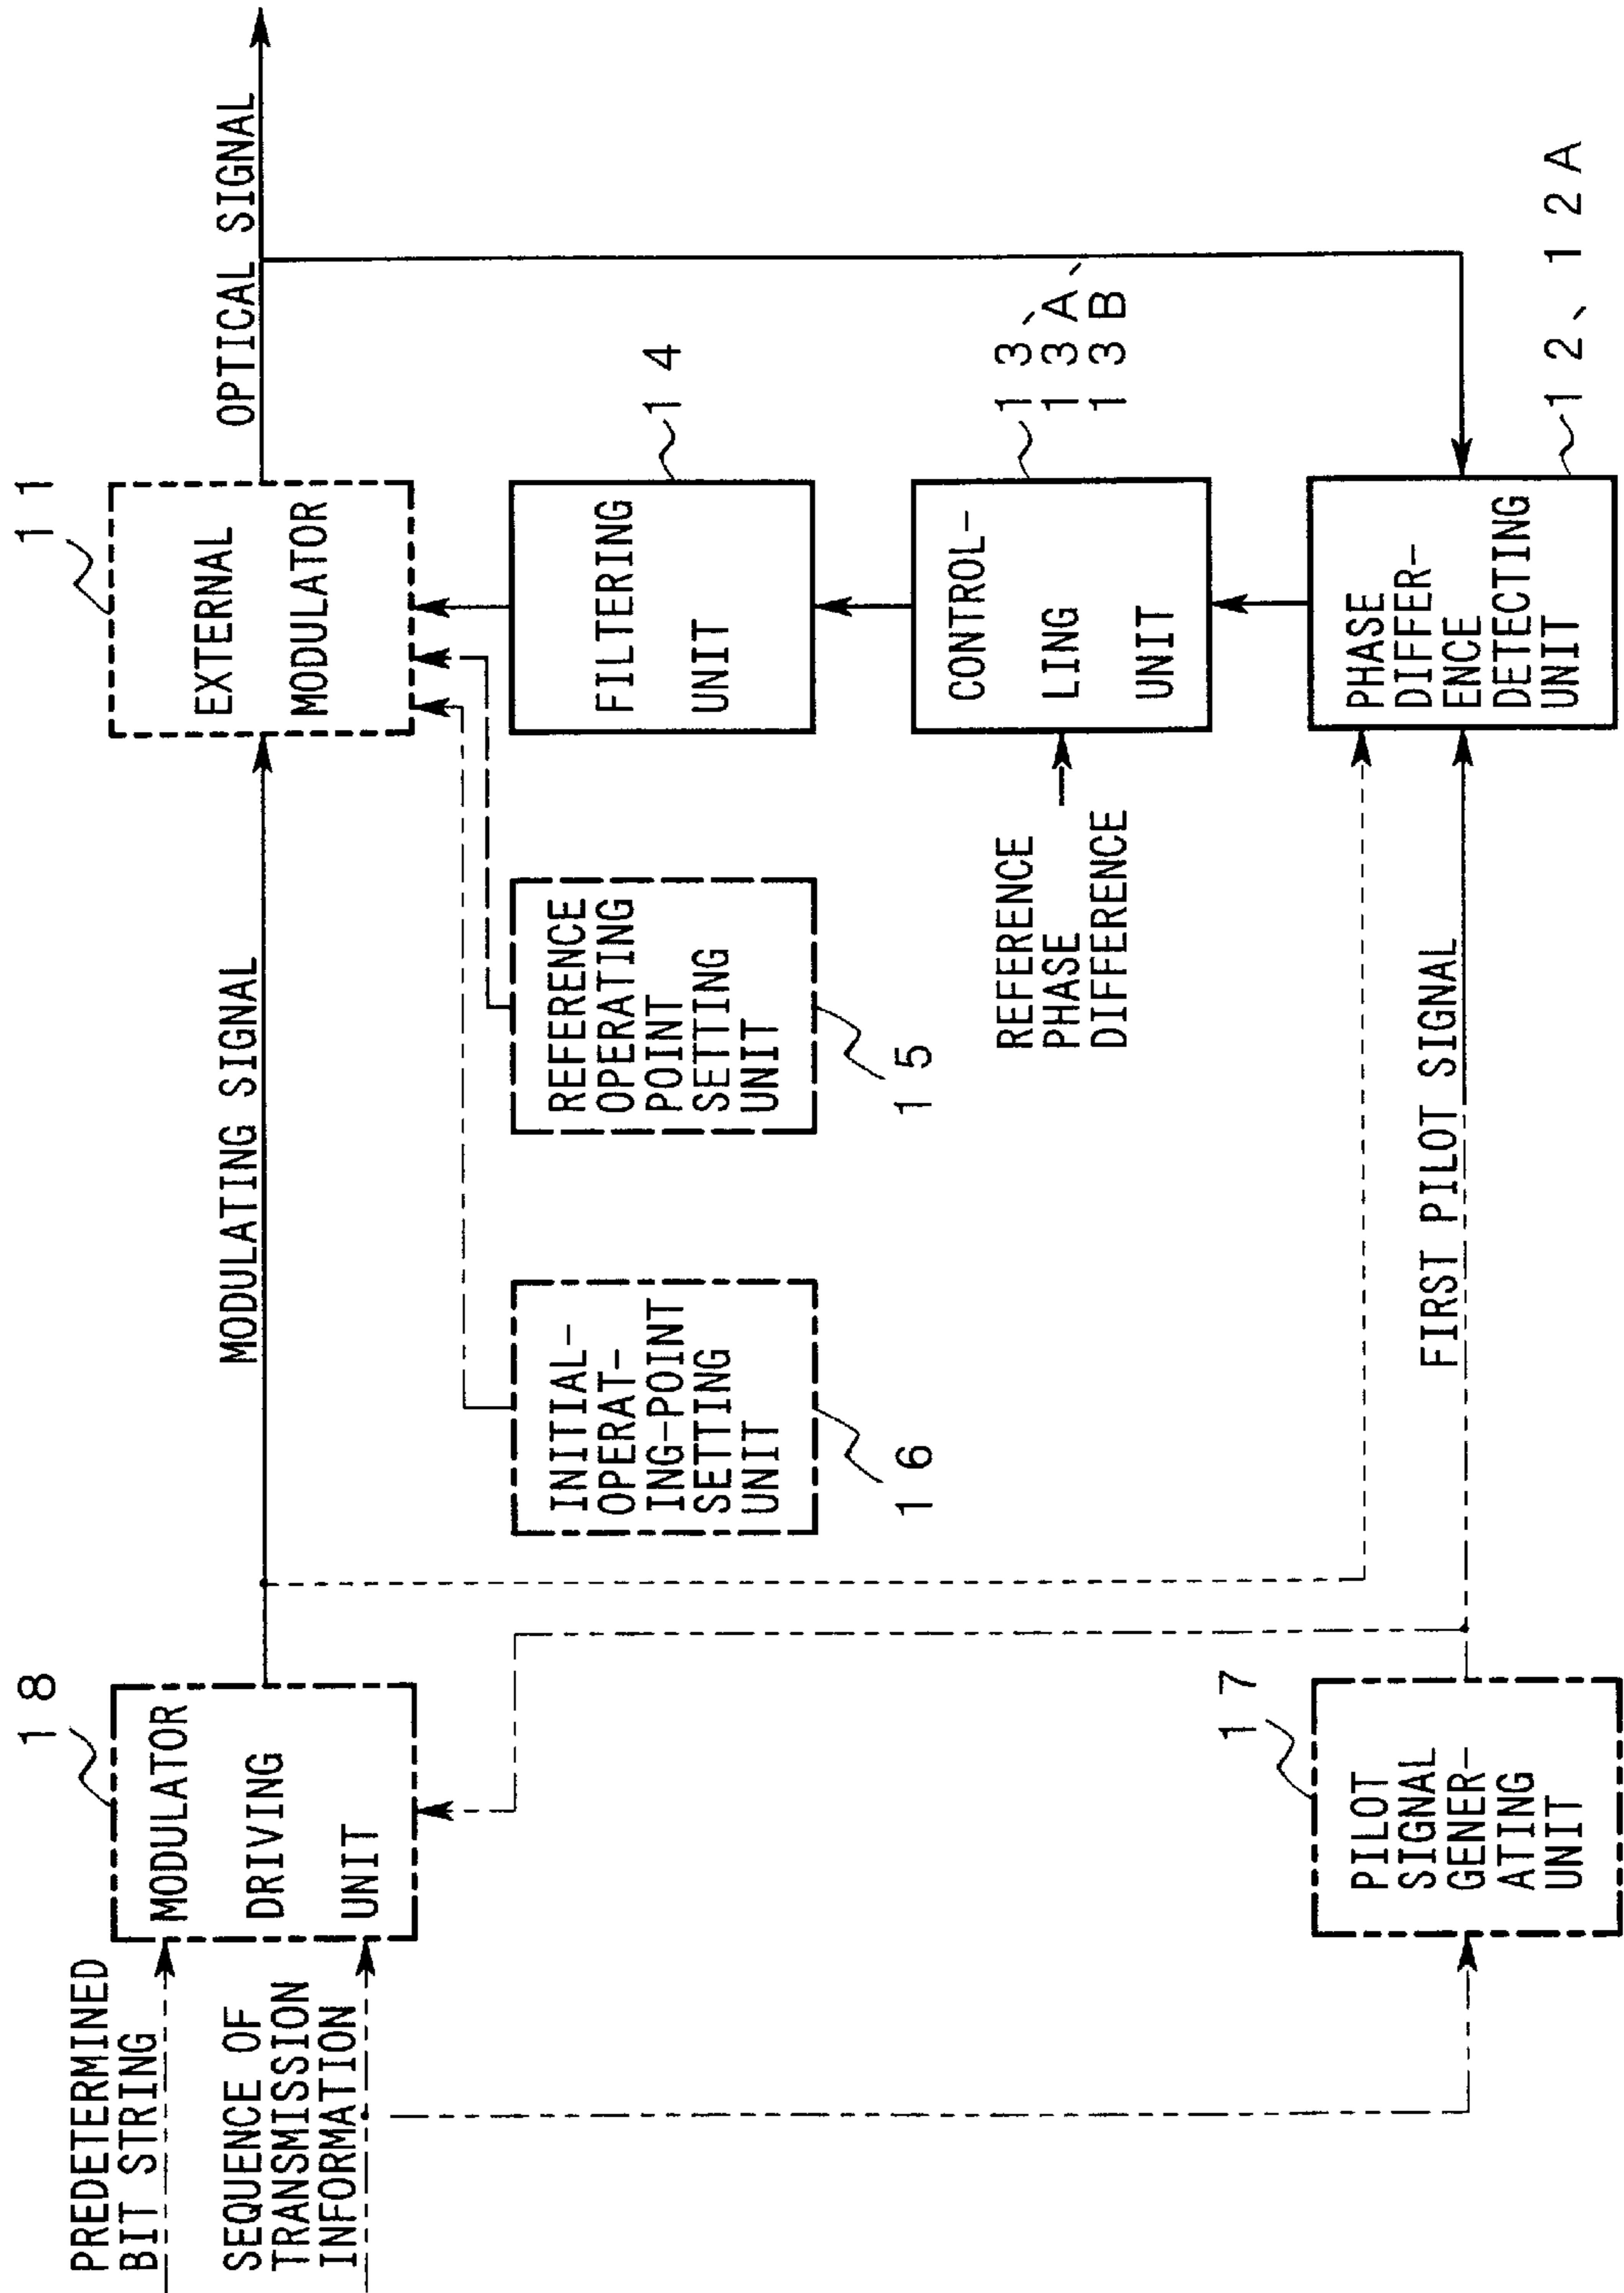 PREDETERMINED
BIT STRING
SEQUENCE OF
TRANSMISSION
INFORMATION
18
MODULATOR
DRIVING
UNIT
MODULATING SIGNAL
11
EXTERNAL
MODULATOR
OPTICAL SIGNAL
INITIAL-
OPERAT-
ING-POINT
SETTING
UNIT
16
REFERENCE
OPERATING
POINT
SETTING
UNIT
15
FILTERING
UNIT
14
REFERENCE
PHASE
DIFFERENCE
CONTROL-
LING
UNIT
13、
13A、
13B
17
PILOT
SIGNAL
GENER-
ATING
UNIT
FIRST PILOT SIGNAL
PHASE
DIFFER-
ENCE
DETECTING
UNIT
12、12A